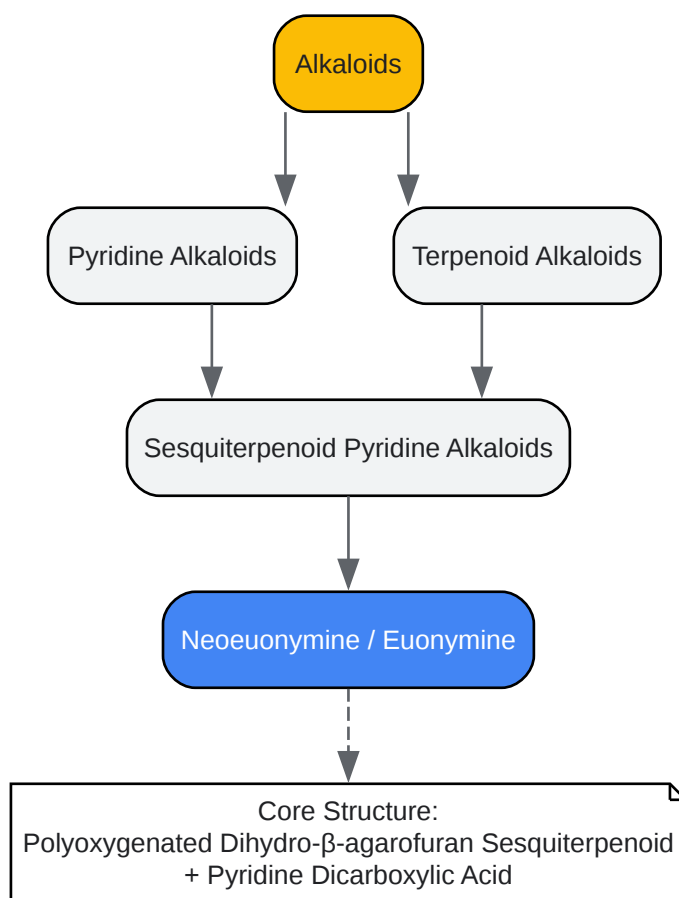 Alkaloids
Pyridine Alkaloids
Terpenoid Alkaloids
Sesquiterpenoid Pyridine Alkaloids
Neoeuonymine / Euonymine
Core Structure:
Polyoxygenated Dihydro-β-agarofuran Sesquiterpenoid
+ Pyridine Dicarboxylic Acid